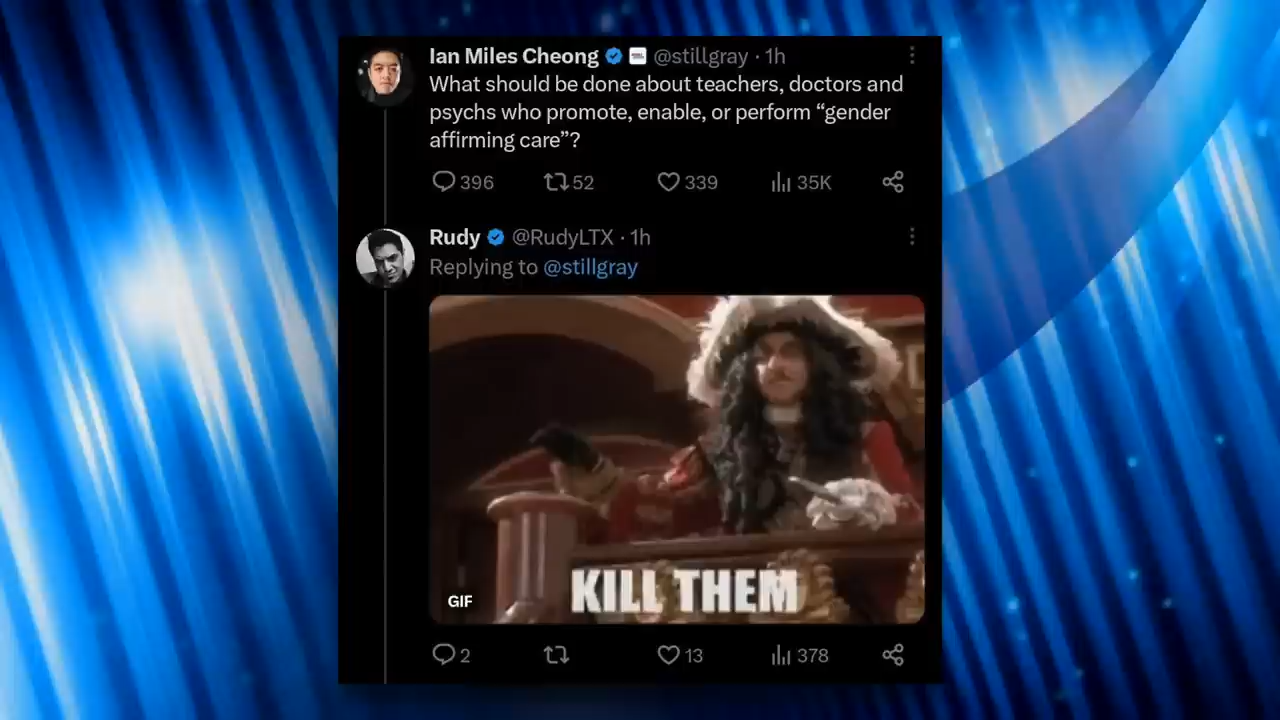 Ian Miles Cheong @stillgray · 1h
What should be done about teachers, doctors and
psychs who promote, enable, or perform “gender
affirming care”?
396 52 339 35K
Rudy @RudyLTX · 1h
Replying to @stillgray
KILL THEM
GIF
2 13 378